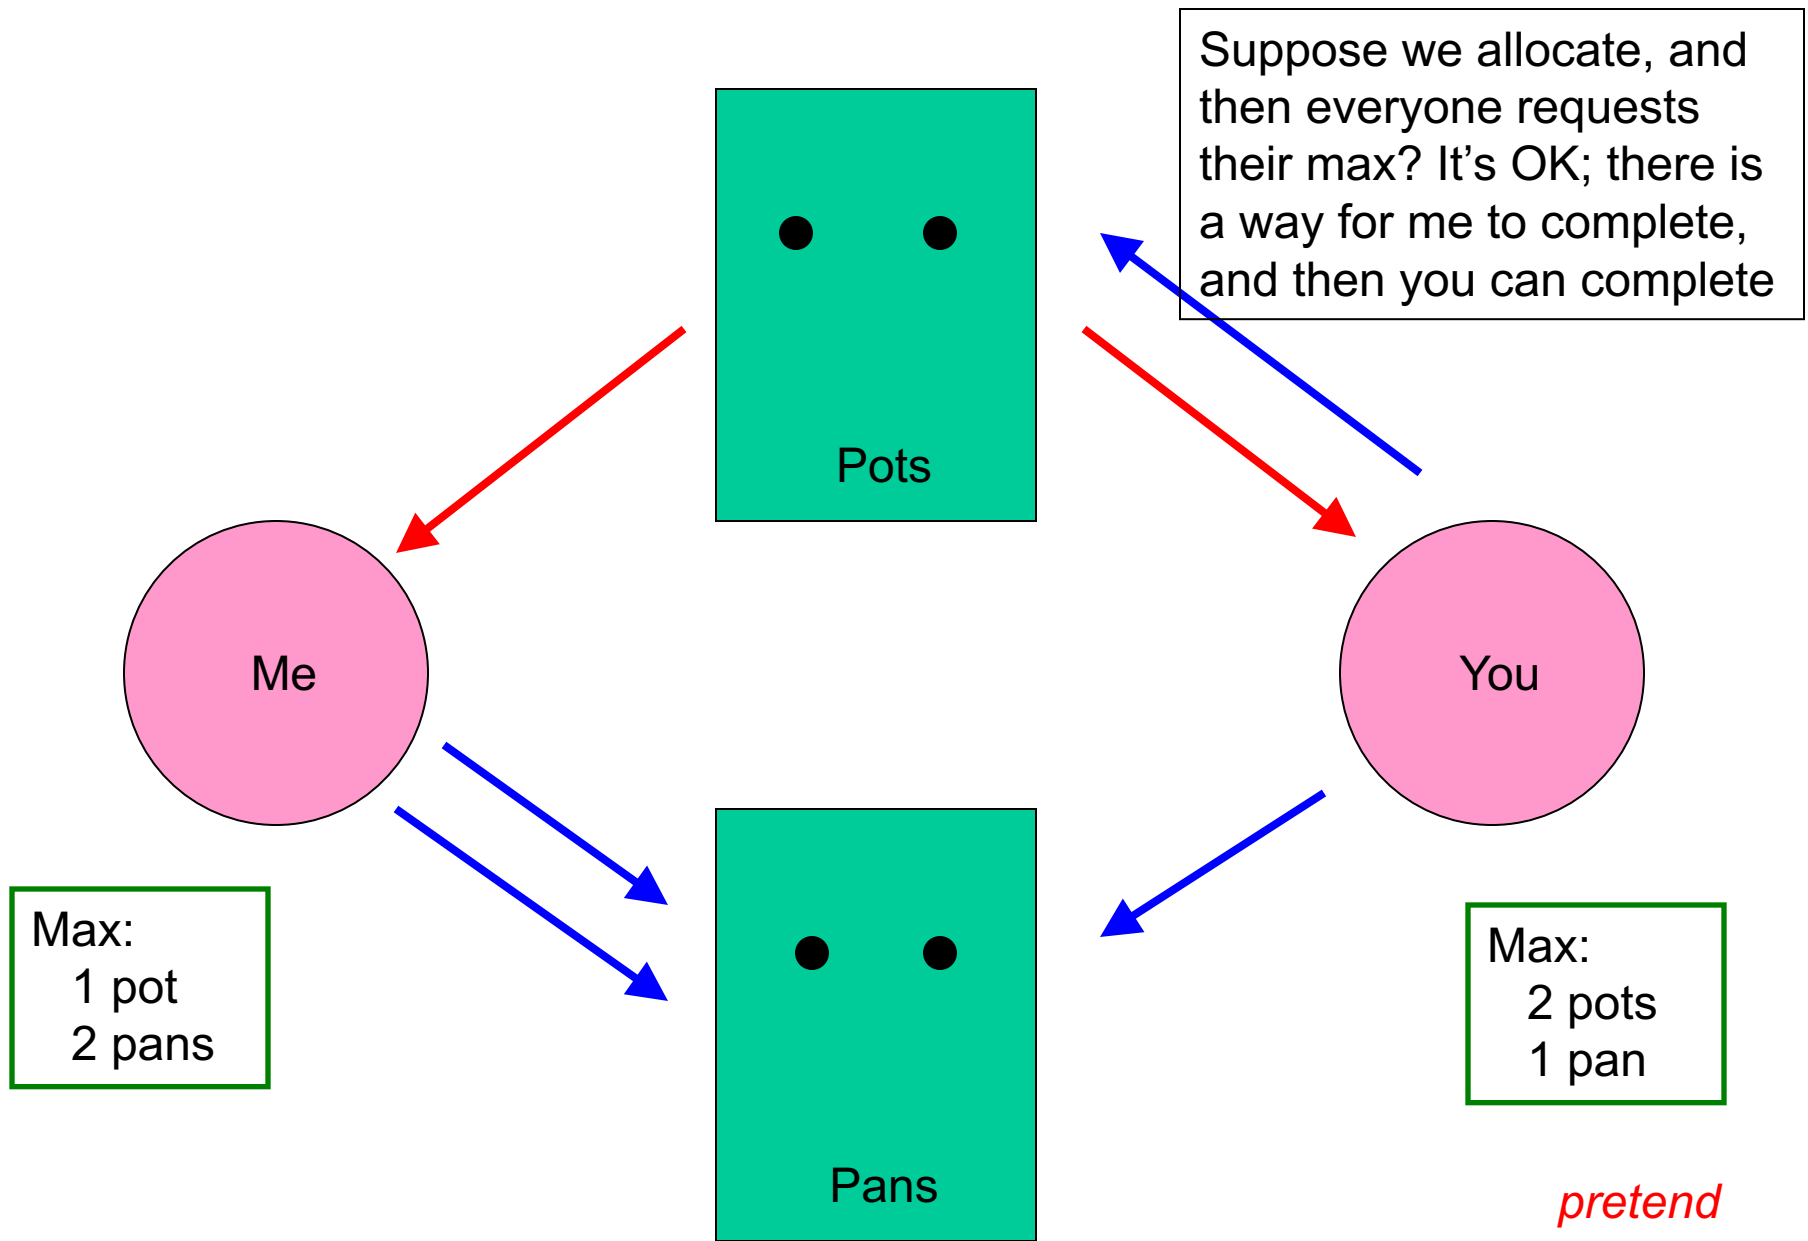 Suppose we allocate, and
then everyone requests
their max? It’s OK; there is
a way for me to complete,
and then you can complete
Pots
Me
You
Max:
1 pot
2 pans
Max:
2 pots
1 pan
Pans
pretend